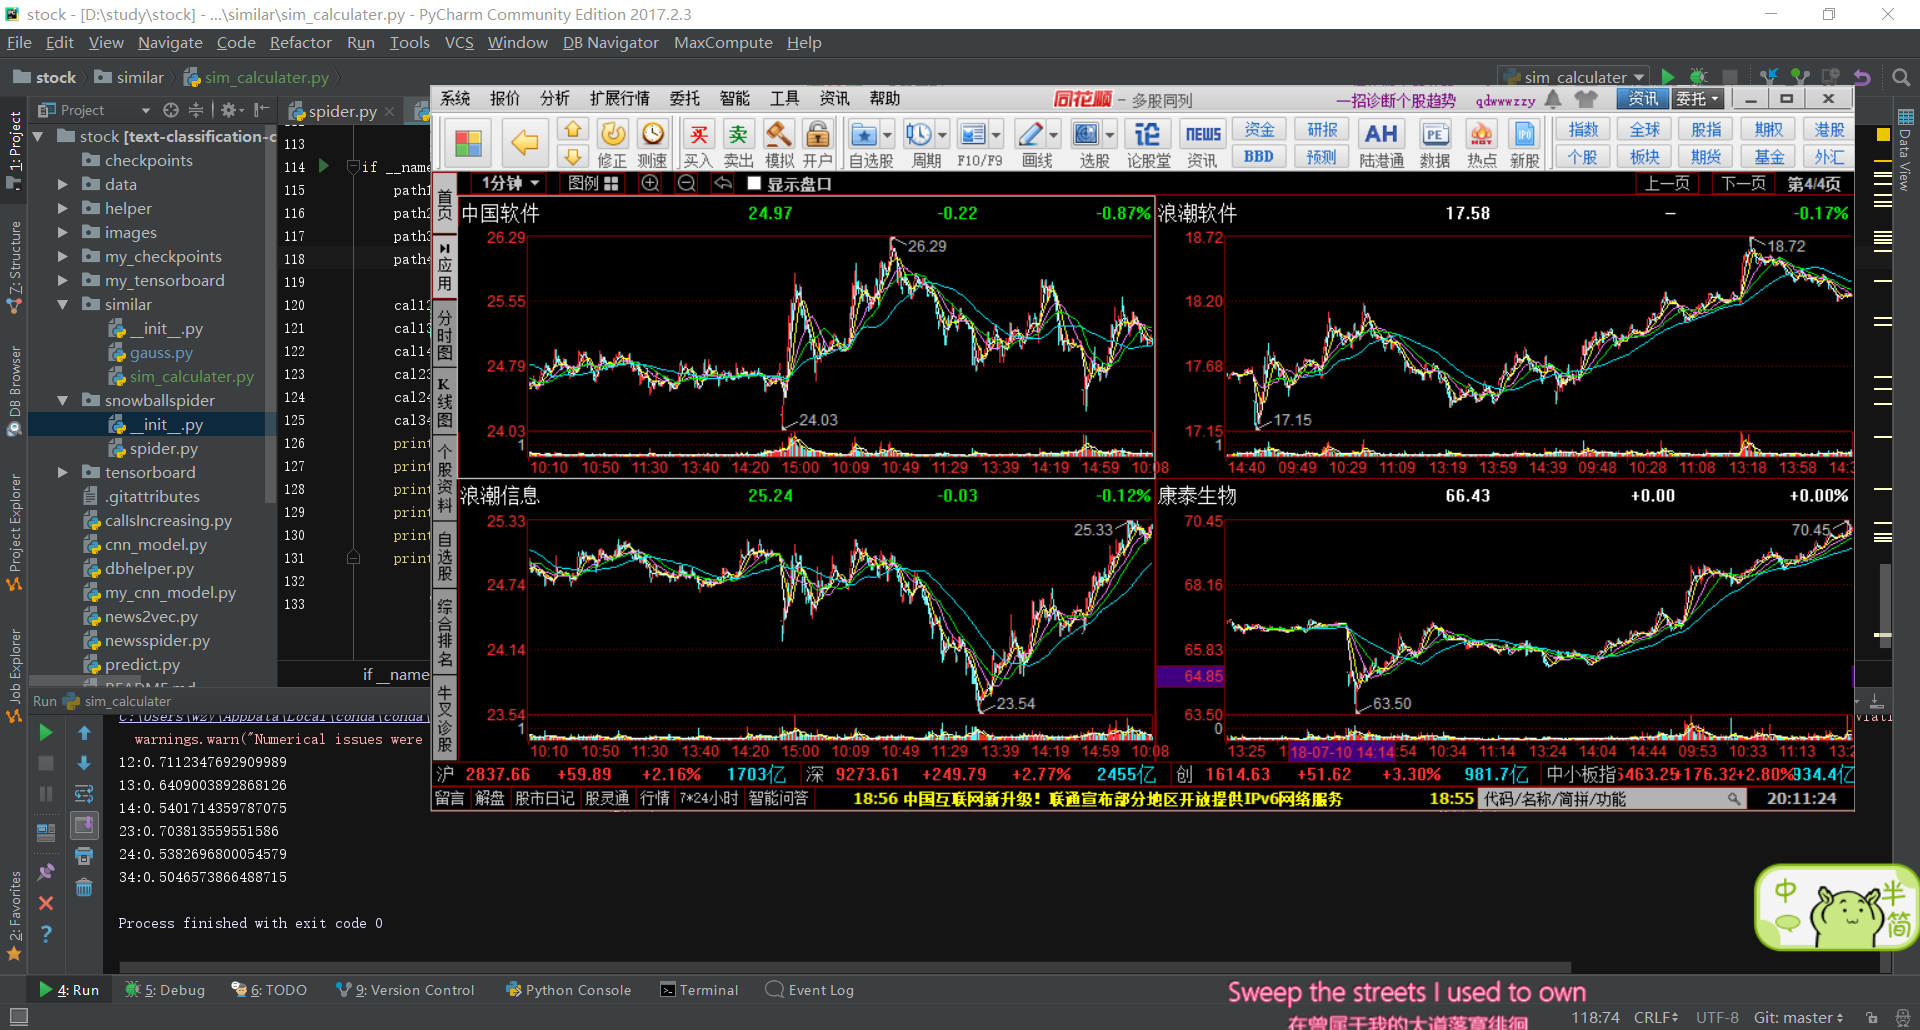 stock - [D:\study\stock] - ...\similar\sim_calculater.py - PyCharm Community Edition 2017.2.3
File Edit View Navigate Code Refactor Run Tools VCS Window DB Navigator MaxCompute Help
stock similar sim_calculater.py
sim_calculater
Project
spider.py
1: Project
Z: Structure
DB Browser
Project Explorer
Job Explorer
2: Favorites
Data View
stock [text-classification-c
checkpoints
data
helper
images
my_checkpoints
my_tensorboard
similar
__init__.py
gauss.py
sim_calculater.py
snowballspider
__init__.py
spider.py
tensorboard
.gitattributes
callsIncreasing.py
cnn_model.py
dbhelper.py
my_cnn_model.py
news2vec.py
newsspider.py
predict.py
113
114 if __name
115 path1
116 path2
117 path3
118 path4
119
120 cal12
121 cal13
122 cal14
123 cal23
124 cal24
125 cal34
126 print
127 print
128 print
129 print
130 print
131 print
132
133
if __name
系统 报价 分析 扩展行情 委托 智能 工具 资讯 帮助
同花顺 - 多股同列
一招诊断个股趋势 qdwwwzzy
资讯 委托
修正 测速 买 买入 卖 卖出 模拟 开户 自选股 周期 F10/F9 画线 选股 论 论股堂 NEWS 资讯
资金 研报 AH 陆港通 PE 数据 HOT 热点 IPO 新股
指数 全球 股指 期权 港股
BBD 预测 个股 板块 期货 基金 外汇
1分钟 图例 显示盘口 上一页 下一页 第4/4页
首页
应用
分时图
K线图
个股资料
自选股
综合排名
牛叉诊股
中国软件 24.97 -0.22 -0.87%
26.29
25.55
24.79
24.03
1
26.29
24.03
10:10 10:50 11:30 13:40 14:20 15:00 10:09 10:49 11:29 13:39 14:19 14:59 10:08
浪潮软件 17.58 — -0.17%
18.72
18.20
17.68
17.15
1
18.72
17.15
14:40 09:49 10:29 11:09 13:19 13:59 14:39 09:48 10:28 11:08 13:18 13:58 14:3
浪潮信息 25.24 -0.03 -0.12%
25.33
24.74
24.14
23.54
1
25.33
23.54
10:10 10:50 11:30 13:40 14:20 15:00 10:09 10:49 11:29 13:39 14:19 14:59 10:08
康泰生物 66.43 +0.00 +0.00%
70.45
68.16
65.83
64.85
63.50
0
70.45
63.50
13:25 1 18-07-10 14:14 :54 10:34 11:14 13:24 14:04 14:44 09:53 10:33 11:13 13:2
沪 2837.66 +59.89 +2.16% 1703亿 深 9273.61 +249.79 +2.77% 2455亿 创 1614.63 +51.62 +3.30% 981.7亿 中小板指 6463.25 +176.32 +2.80% 934.4亿
留言 解盘 股市日记 股灵通 行情 7*24小时 智能问答 18:56 中国互联网新升级！联通宣布部分地区开放提供IPv6网络服务 18:55 代码/名称/简拼/功能 20:11:24
Run sim_calculater
C:\Users\wzy\AppData\Local\conda\conda\
warnings.warn("Numerical issues were
12:0.7112347692909989
13:0.6409003892868126
14:0.5401714359787075
23:0.703813559551586
24:0.5382696800054579
34:0.5046573866488715
Process finished with exit code 0
中 半 简
4: Run 5: Debug 6: TODO 9: Version Control Python Console Terminal Event Log
Sweep the streets I used to own
在曾属于我的大道落寞徘徊
118:74 CRLF UTF-8 Git: master